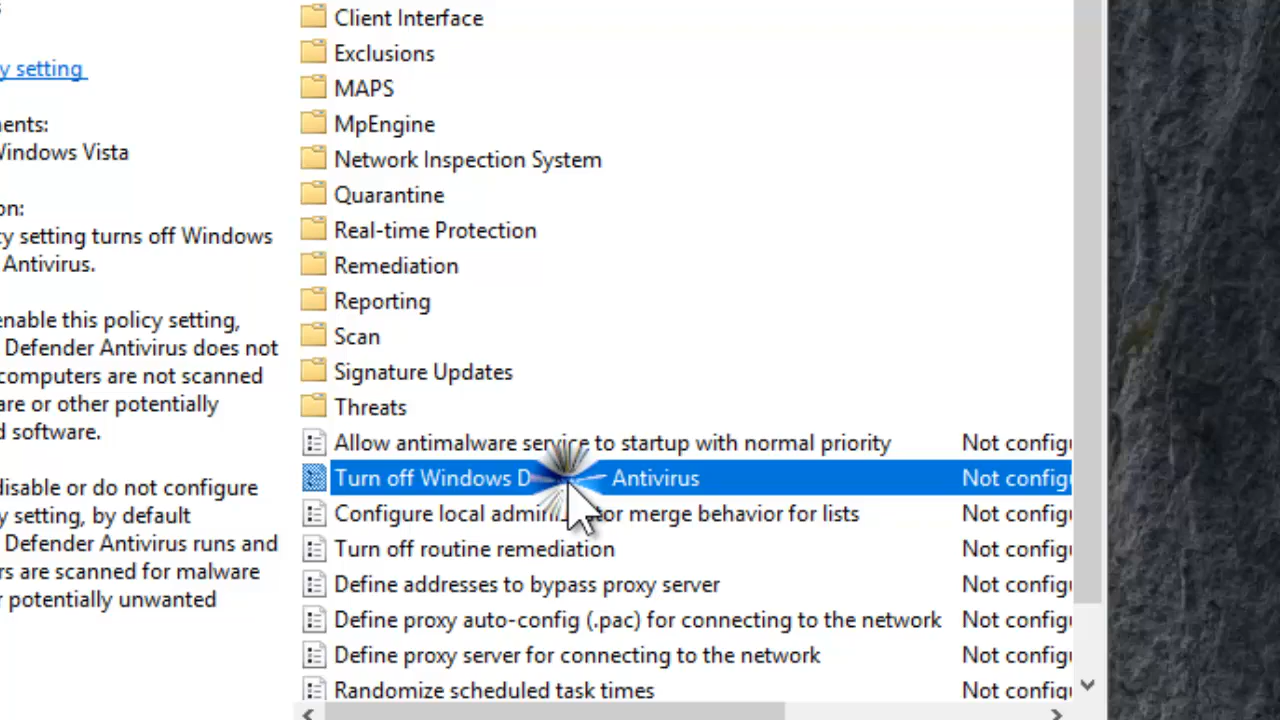 y setting
ents:
Windows Vista
on:
cy setting turns off Windows
Antivirus.
enable this policy setting,
Defender Antivirus does not
computers are not scanned
are or other potentially
d software.
disable or do not configure
y setting, by default
Defender Antivirus runs and
rs are scanned for malware
r potentially unwanted
Client Interface
Exclusions
MAPS
MpEngine
Network Inspection System
Quarantine
Real-time Protection
Remediation
Reporting
Scan
Signature Updates
Threats
Allow antimalware service to startup with normal priority Not configu
Turn off Windows D Antivirus Not configu
Configure local admin or merge behavior for lists Not configu
Turn off routine remediation Not configu
Define addresses to bypass proxy server Not configu
Define proxy auto-config (.pac) for connecting to the network Not configu
Define proxy server for connecting to the network Not configu
Randomize scheduled task times Not configu